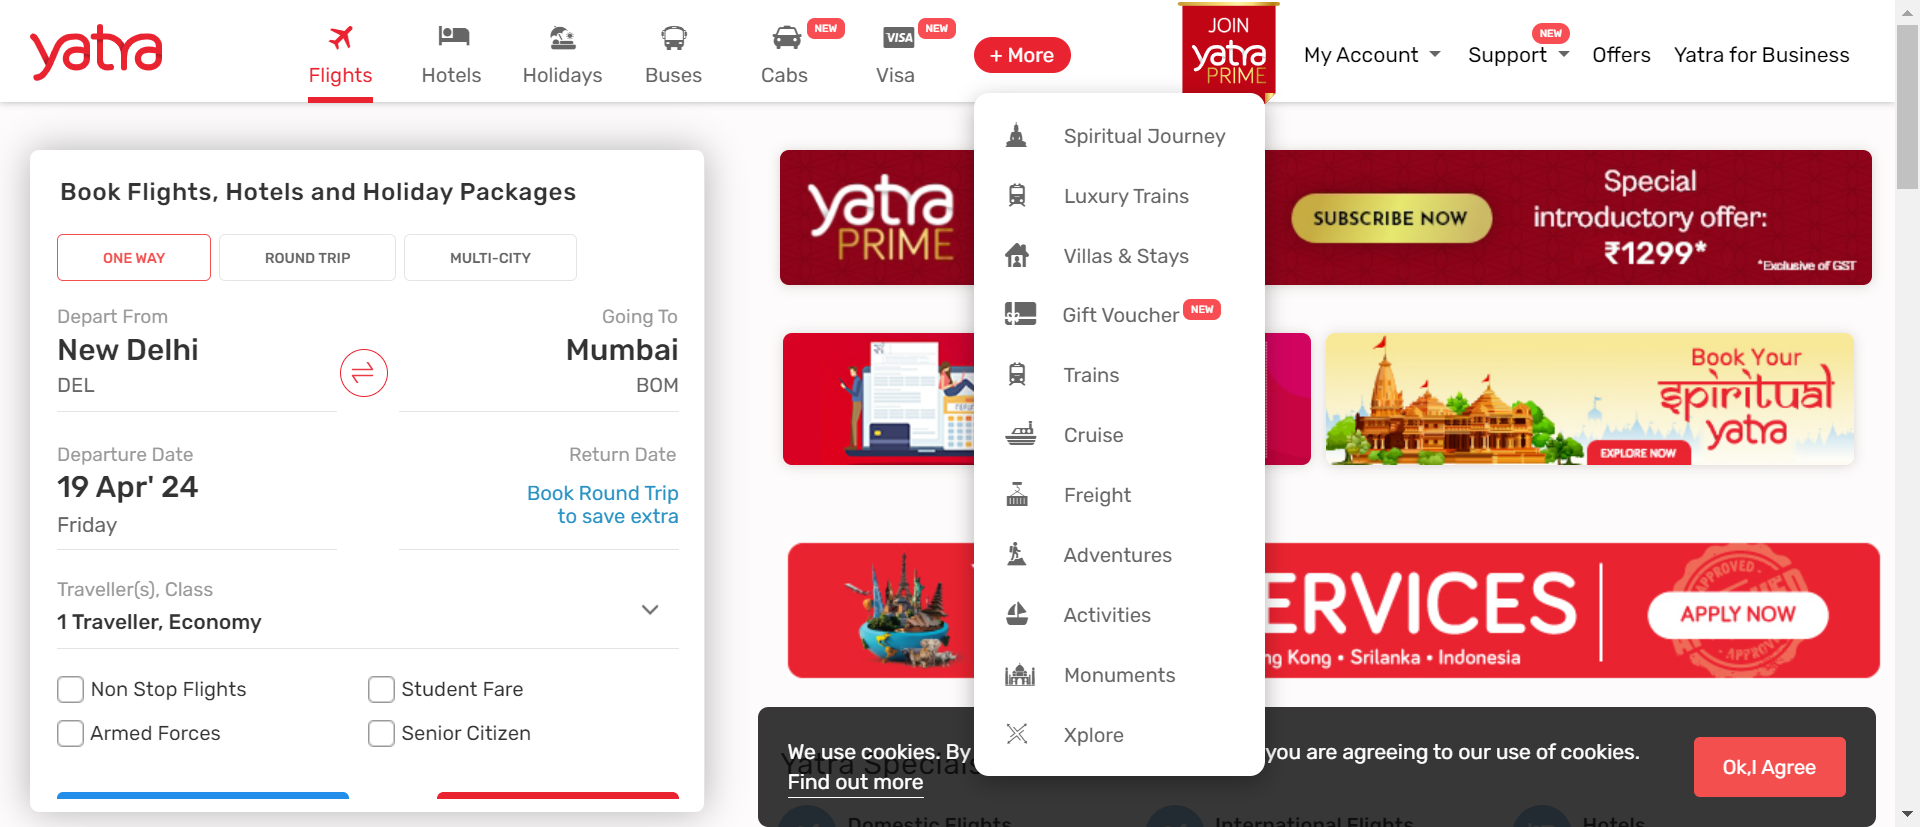 yatra
Flights
Hotels
Holidays
Buses
NEW
Cabs
VISA
NEW
Visa
+ More
JOIN
yatra
PRIME
My Account
NEW
Support
Offers
Yatra for Business
Spiritual Journey
Luxury Trains
Villas & Stays
Gift Voucher NEW
Trains
Cruise
Freight
Adventures
Activities
Monuments
Xplore
Book Flights, Hotels and Holiday Packages
ONE WAY
ROUND TRIP
MULTI-CITY
Depart From
New Delhi
DEL
Going To
Mumbai
BOM
Departure Date
19 Apr' 24
Friday
Return Date
Book Round Trip
to save extra
Traveller(s), Class
1 Traveller, Economy
Non Stop Flights
Student Fare
Armed Forces
Senior Citizen
yatra
PRIME
SUBSCRIBE NOW
Special
introductory offer:
₹1299*
*Exclusive of GST
Book Your
spiritual
yatra
EXPLORE NOW
ERVICES
ng Kong • Srilanka • Indonesia
APPROVED
APPLY NOW
We use cookies. By
you are agreeing to our use of cookies.
Find out more
Ok,I Agree
Yatra Specials
Domestic Flights
International Flights
Hotels